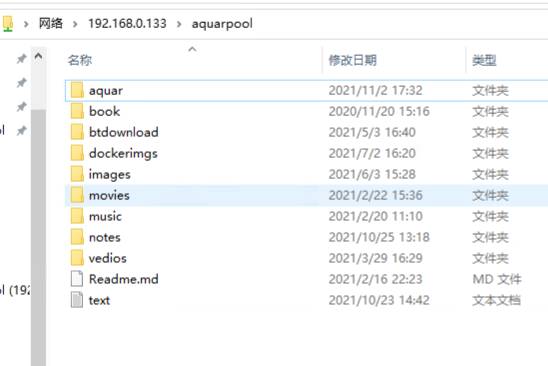 网络 > 192.168.0.133 > aquarpool
名称 修改日期 类型
aquar 2021/11/2 17:32 文件夹
book 2020/11/20 15:16 文件夹
btdownload 2021/5/3 16:40 文件夹
dockerimgs 2021/7/2 16:20 文件夹
images 2021/6/3 15:28 文件夹
movies 2021/2/22 15:36 文件夹
music 2021/2/20 11:10 文件夹
notes 2021/10/25 13:18 文件夹
vedios 2021/3/29 16:29 文件夹
Readme.md 2021/2/16 22:23 MD 文件
text 2021/10/23 14:42 文本文档